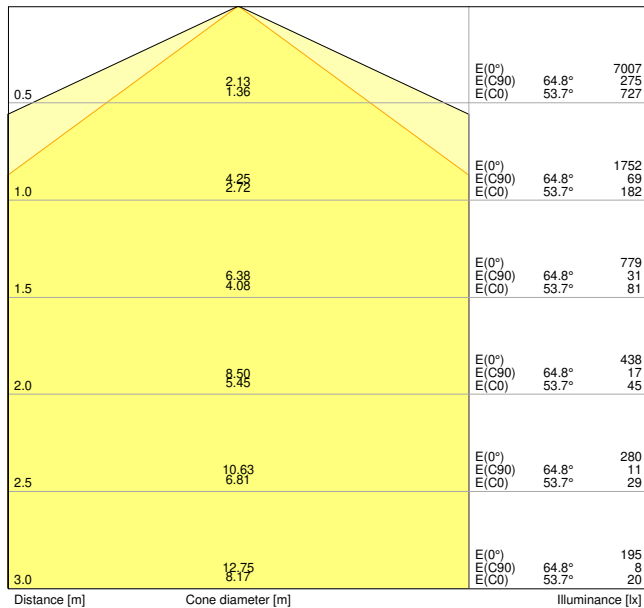 E(0°) 7007
2.13 E(C90) 64.8° 275
0.5 1.36 E(C0) 53.7° 727
E(0°) 1752
4.25 E(C90) 64.8° 69
1.0 2.72 E(C0) 53.7° 182
E(0°) 779
6.38 E(C90) 64.8° 31
1.5 4.08 E(C0) 53.7° 81
E(0°) 438
8.50 E(C90) 64.8° 17
2.0 5.45 E(C0) 53.7° 45
E(0°) 280
10.63 E(C90) 64.8° 11
2.5 6.81 E(C0) 53.7° 29
E(0°) 195
12.75 E(C90) 64.8° 8
3.0 8.17 E(C0) 53.7° 20
Distance [m] Cone diameter [m] Illuminance [lx]